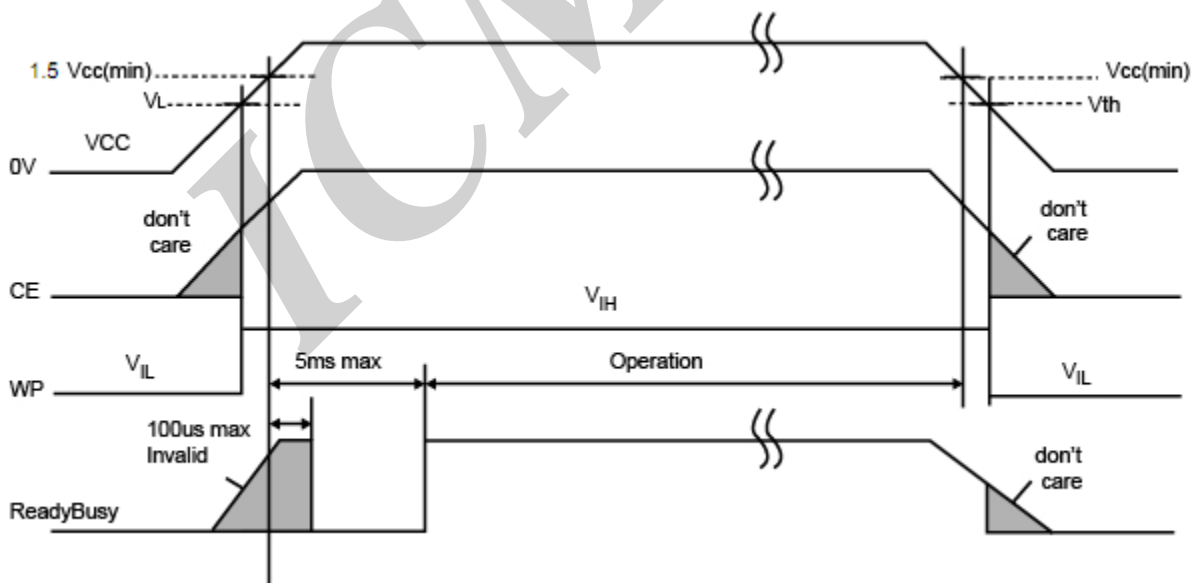 1.5 Vcc(min)
Vcc(min)
VL
Vth
VCC
0V
don't
care
don't
care
CE
VIH
5ms max
Operation
VIL
VIL
WP
100us max
Invalid
don't
care
ReadyBusy
ICM